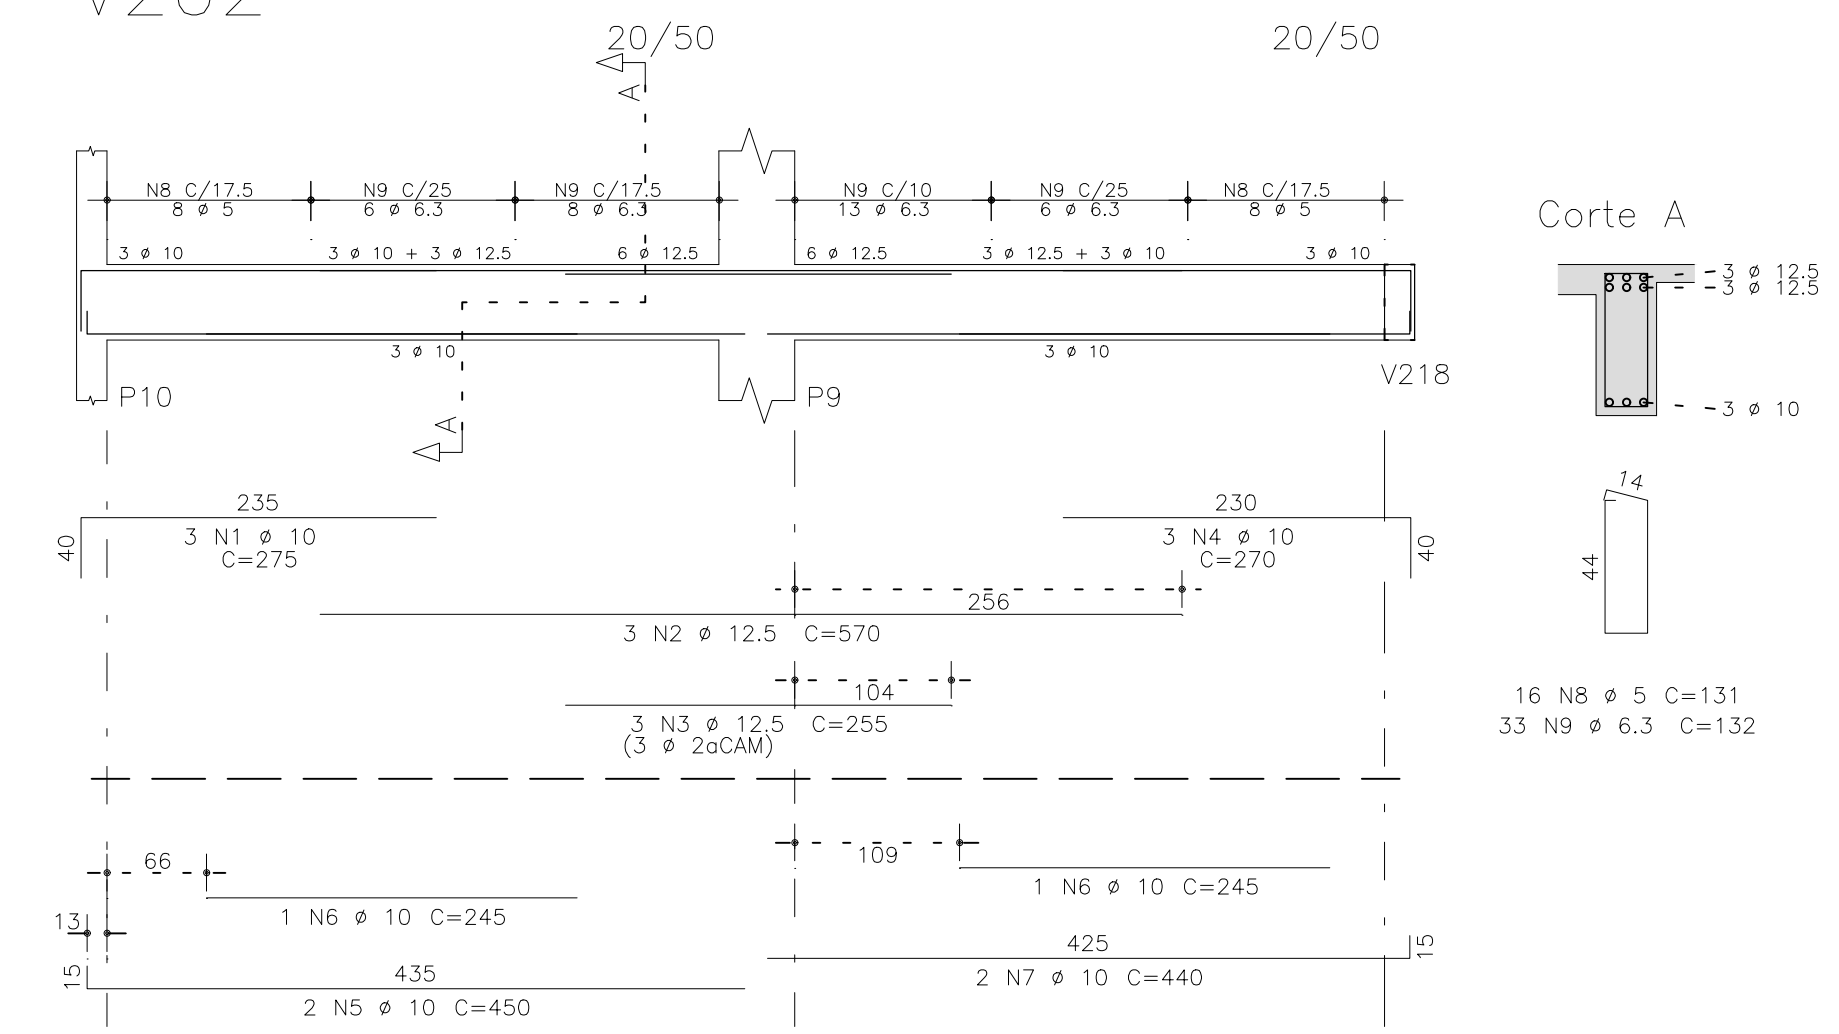 V202
20/50 20/50
A
N8 C/17.5 N9 C/25 N9 C/17.5 N9 C/10 N9 C/25 N8 C/17.5
8 ø 5 6 ø 6.3 8 ø 6.3 13 ø 6.3 6 ø 6.3 8 ø 5
3 ø 10 3 ø 10 + 3 ø 12.5 6 ø 12.5 6 ø 12.5 3 ø 12.5 + 3 ø 10 3 ø 10
3 ø 10 3 ø 10
P10 P9 V218
A
Corte A
3 ø 12.5
3 ø 12.5
3 ø 10
235
40
3 N1 ø 10
C=275
230
3 N4 ø 10
C=270
40
256
3 N2 ø 12.5 C=570
104
3 N3 ø 12.5 C=255
(3 ø 2aCAM)
14
44
16 N8 ø 5 C=131
33 N9 ø 6.3 C=132
66
1 N6 ø 10 C=245
109
1 N6 ø 10 C=245
13
15
435
2 N5 ø 10 C=450
425
15
2 N7 ø 10 C=440